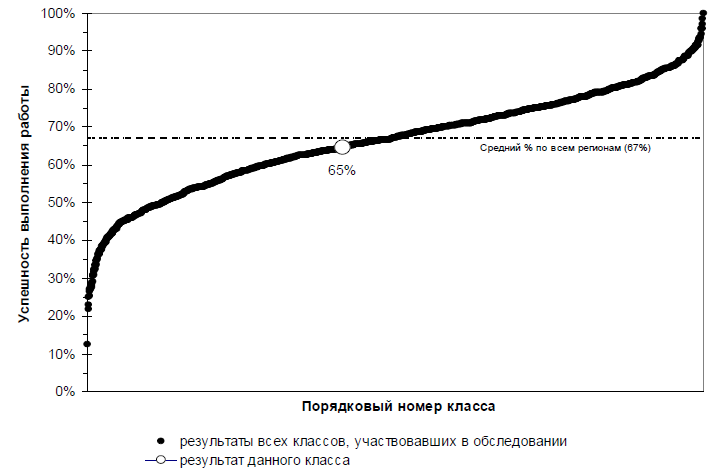 100%
90%
80%
70%
60%
50%
40%
30%
20%
10%
0%
Успешность выполнения работы
Средний % по всем регионам (67%)
65%
Порядковый номер класса
результаты всех классов, участвовавших в обследовании
результат данного класса